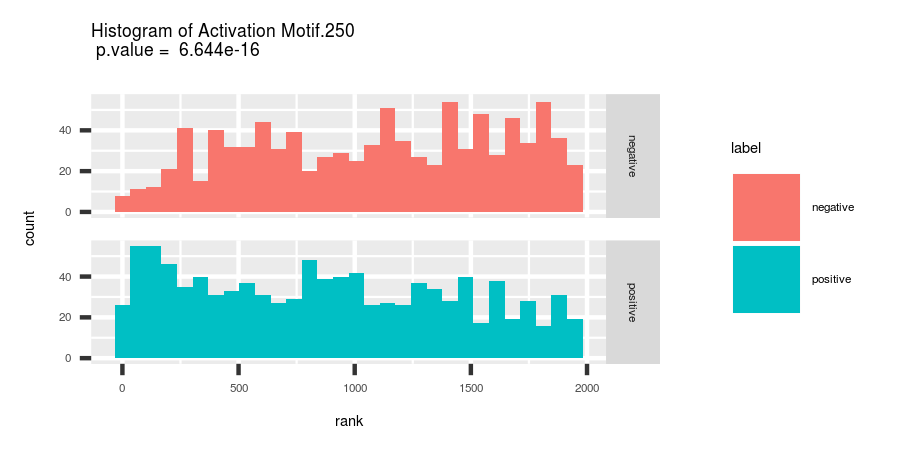 Histogram of Activation Motif.250
p.value = 6.644e-16
count
40
20
0
negative
40
20
0
positive
0
500
1000
1500
2000
rank
label
negative
positive